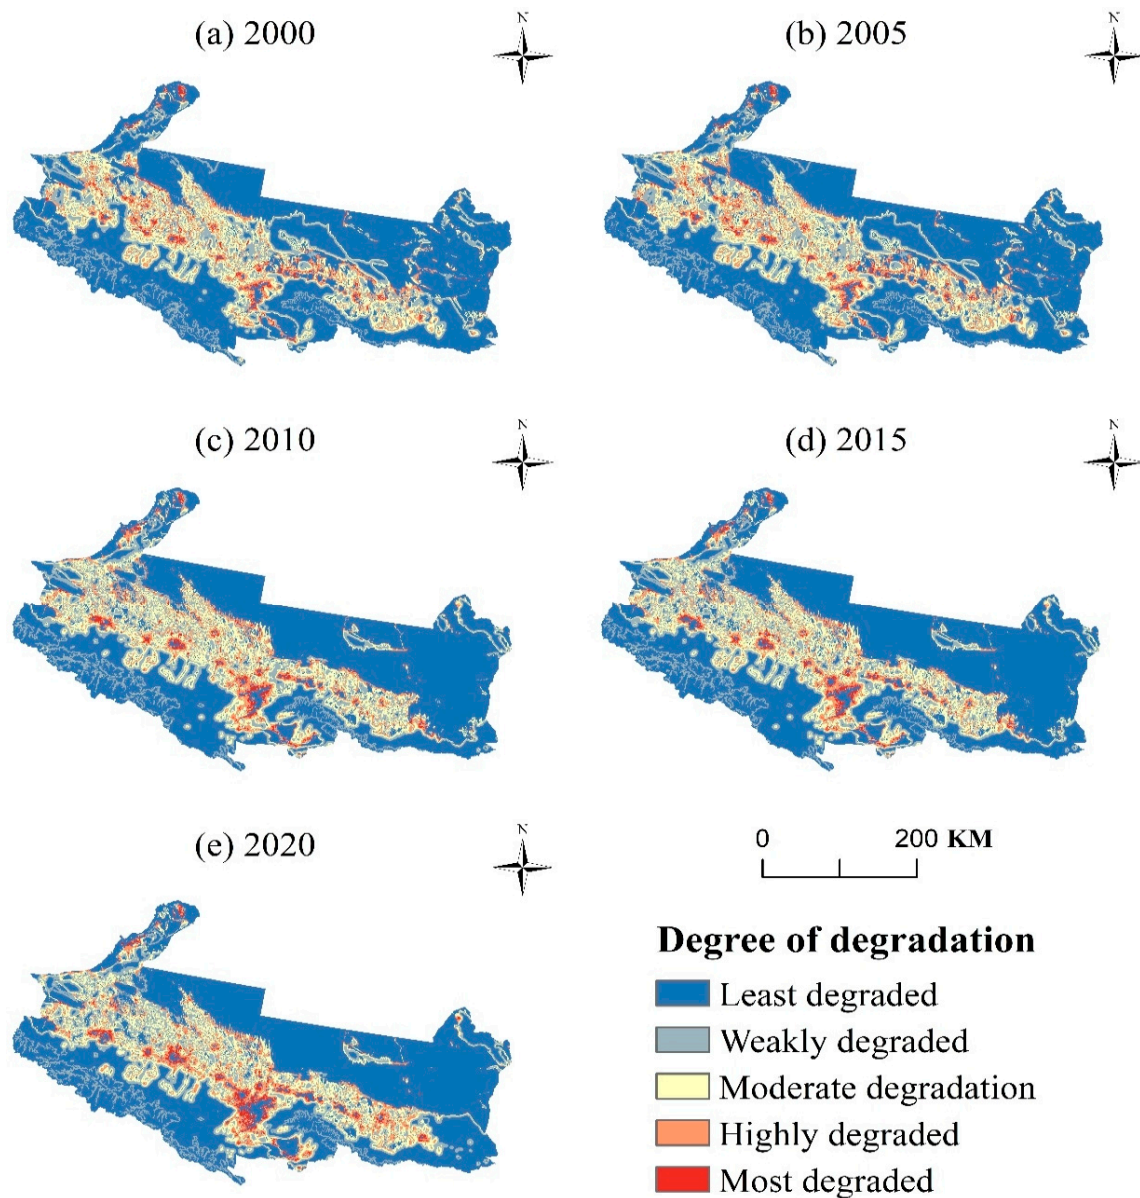 (a) 2000
N
(b) 2005
N
(c) 2010
N
(d) 2015
N
(e) 2020
N
0 200 KM
Degree of degradation
Least degraded
Weakly degraded
Moderate degradation
Highly degraded
Most degraded